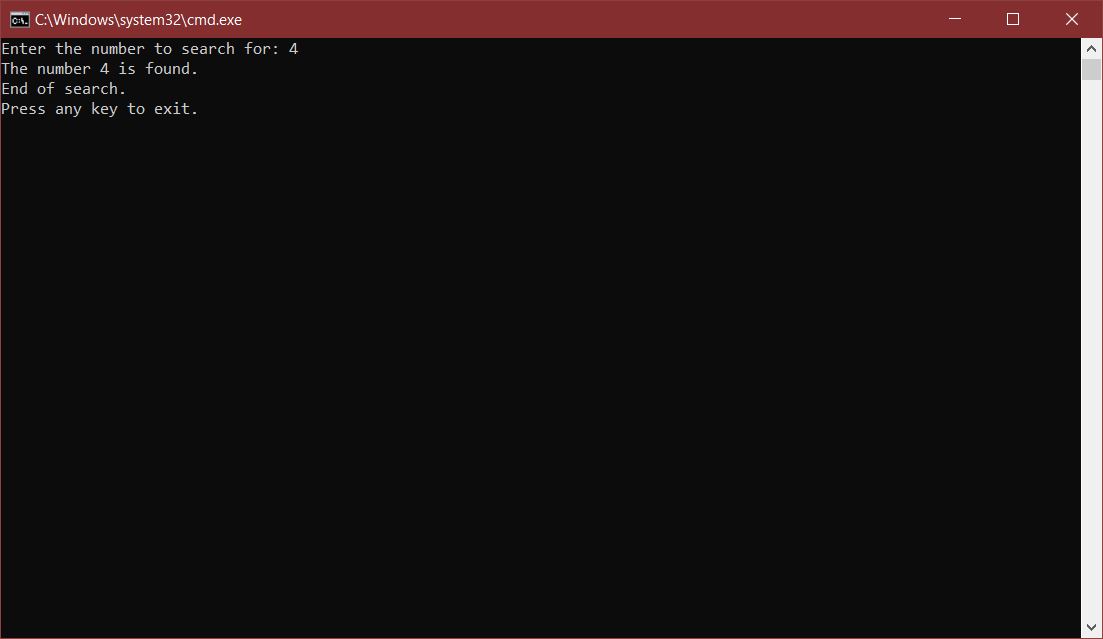 C:\Windows\system32\cmd.exe
Enter the number to search for: 4
The number 4 is found.
End of search.
Press any key to exit.